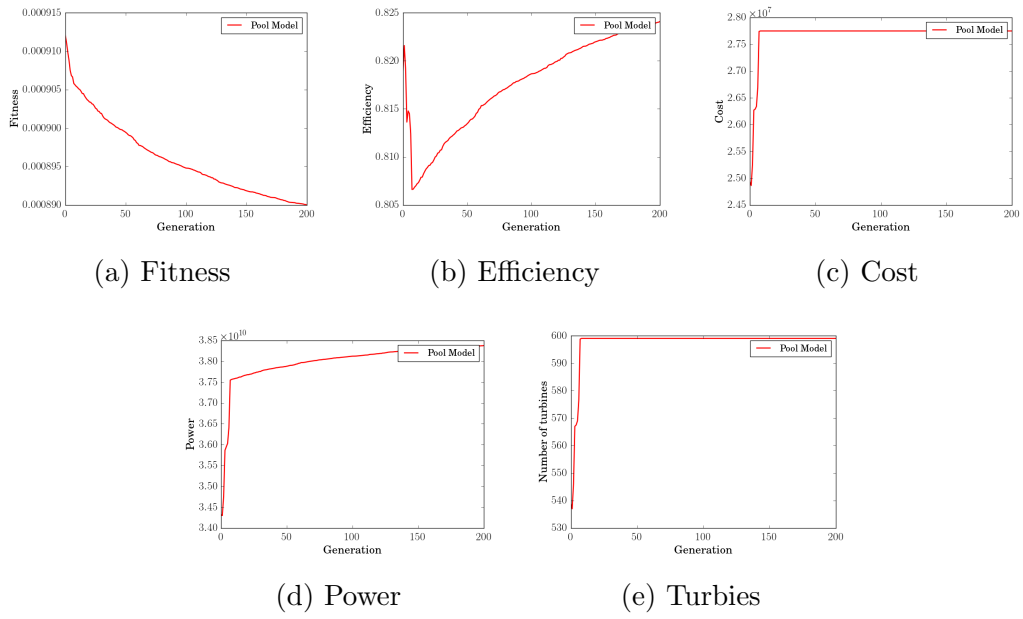 0.000915
0.000910
0.000905
0.000900
0.000895
0.000890
Fitness
0 50 100 150 200
Generation
Pool Model
(a) Fitness
0.825
0.820
0.815
0.810
0.805
Efficiency
0 50 100 150 200
Generation
Pool Model
(b) Efficiency
×10⁷
2.80
2.75
2.70
2.65
2.60
2.55
2.50
2.45
Cost
0 50 100 150 200
Generation
Pool Model
(c) Cost
×10¹⁰
3.85
3.80
3.75
3.70
3.65
3.60
3.55
3.50
3.45
3.40
Power
0 50 100 150 200
Generation
Pool Model
(d) Power
600
590
580
570
560
550
540
530
Number of turbines
0 50 100 150 200
Generation
Pool Model
(e) Turbies